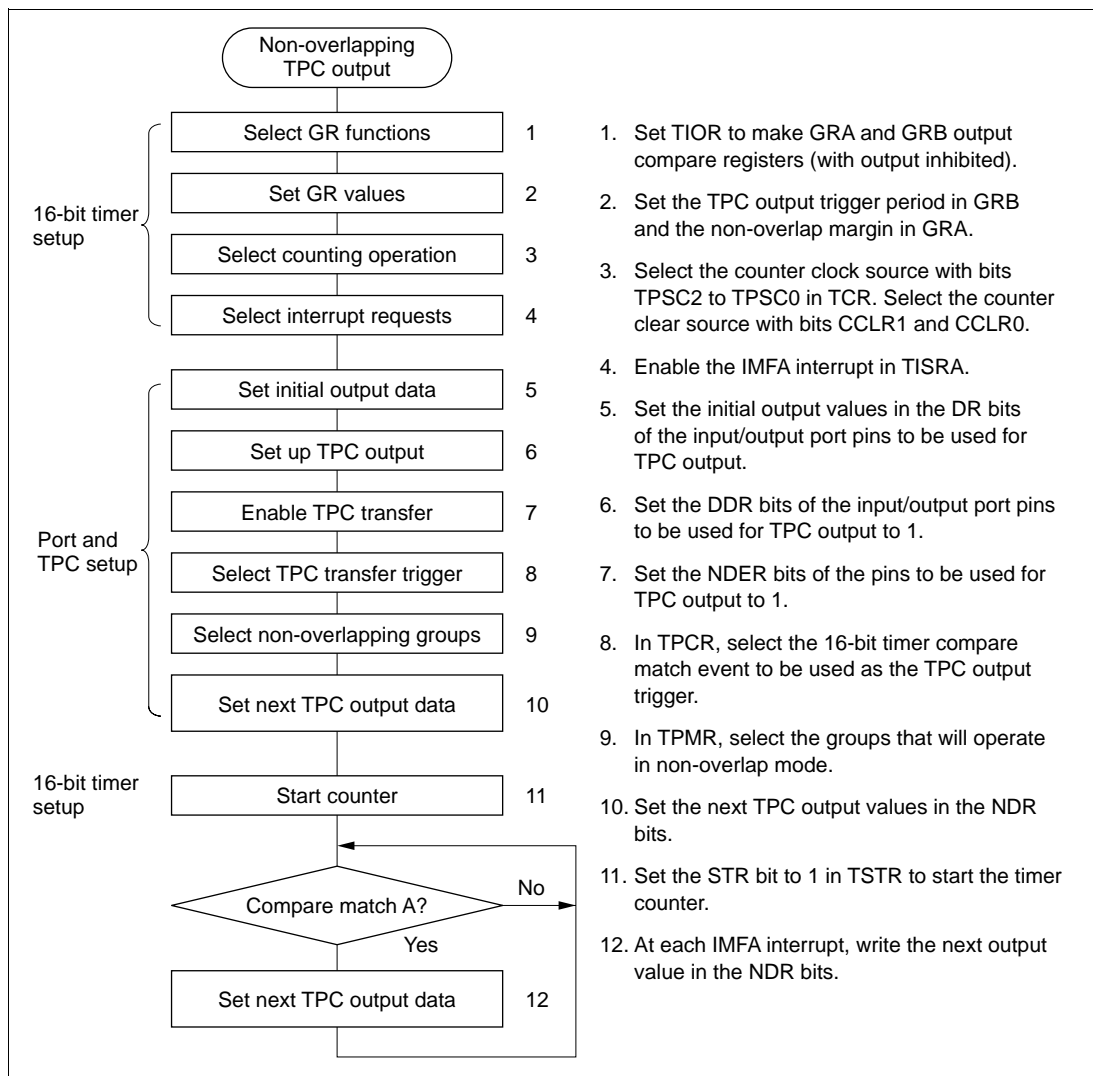 Non-overlapping
TPC output
16-bit timer
setup
Select GR functions 1
Set GR values 2
Select counting operation 3
Select interrupt requests 4
Port and
TPC setup
Set initial output data 5
Set up TPC output 6
Enable TPC transfer 7
Select TPC transfer trigger 8
Select non-overlapping groups 9
Set next TPC output data 10
16-bit timer
setup
Start counter 11
Compare match A?
No
Yes
Set next TPC output data 12
1. Set TIOR to make GRA and GRB output
compare registers (with output inhibited).
2. Set the TPC output trigger period in GRB
and the non-overlap margin in GRA.
3. Select the counter clock source with bits
TPSC2 to TPSC0 in TCR. Select the counter
clear source with bits CCLR1 and CCLR0.
4. Enable the IMFA interrupt in TISRA.
5. Set the initial output values in the DR bits
of the input/output port pins to be used for
TPC output.
6. Set the DDR bits of the input/output port pins
to be used for TPC output to 1.
7. Set the NDER bits of the pins to be used for
TPC output to 1.
8. In TPCR, select the 16-bit timer compare
match event to be used as the TPC output
trigger.
9. In TPMR, select the groups that will operate
in non-overlap mode.
10. Set the next TPC output values in the NDR
bits.
11. Set the STR bit to 1 in TSTR to start the timer
counter.
12. At each IMFA interrupt, write the next output
value in the NDR bits.